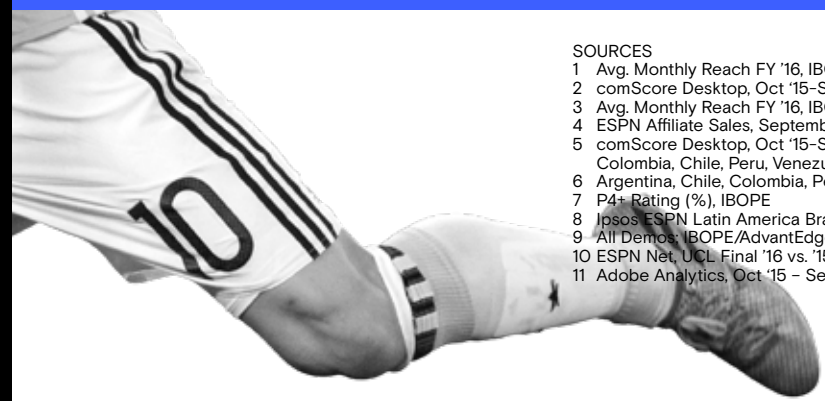 SOURCES
1 Avg. Monthly Reach FY ’16,
2 comScore Desktop, Oct ‘15–
3 Avg. Monthly Reach FY ’16,
4 ESPN Affiliate Sales,
5 comScore Desktop, Oct ‘15–
Colombia, Chile, Peru,
6 Argentina, Chile, Colombia,
7 P4+ Rating (%), IBOPE
8 Ipsos ESPN Latin America
9 All Demos; IBOPE/
10 ESPN Net, UCL Final ’16 vs.
11 Adobe Analytics, Oct ‘15 –
10